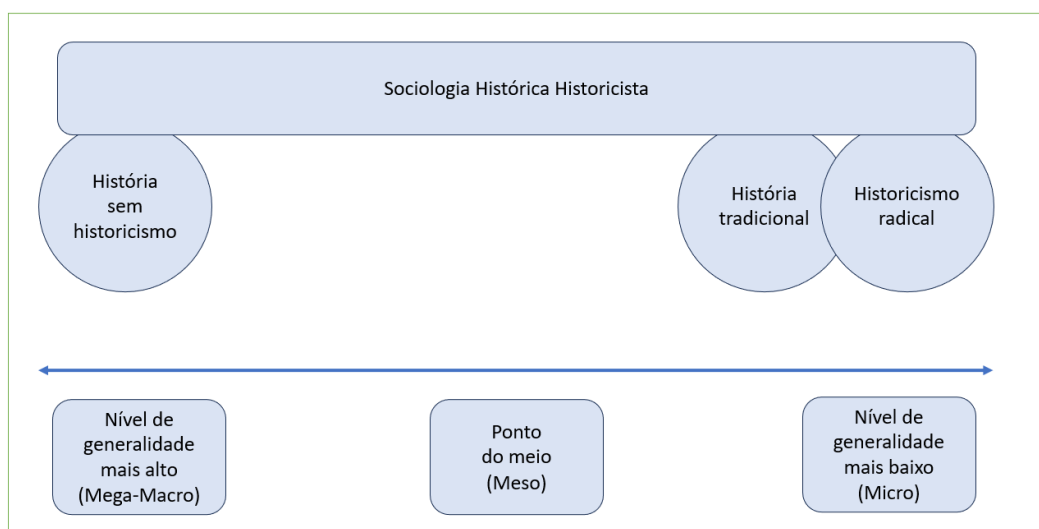 Sociologia Histórica Historicista
História
sem
historicismo
História
tradicional
Historicismo
radical
Nível de
generalidade
mais alto
(Mega-Macro)
Ponto
do meio
(Meso)
Nível de
generalidade
mais baixo
(Micro)